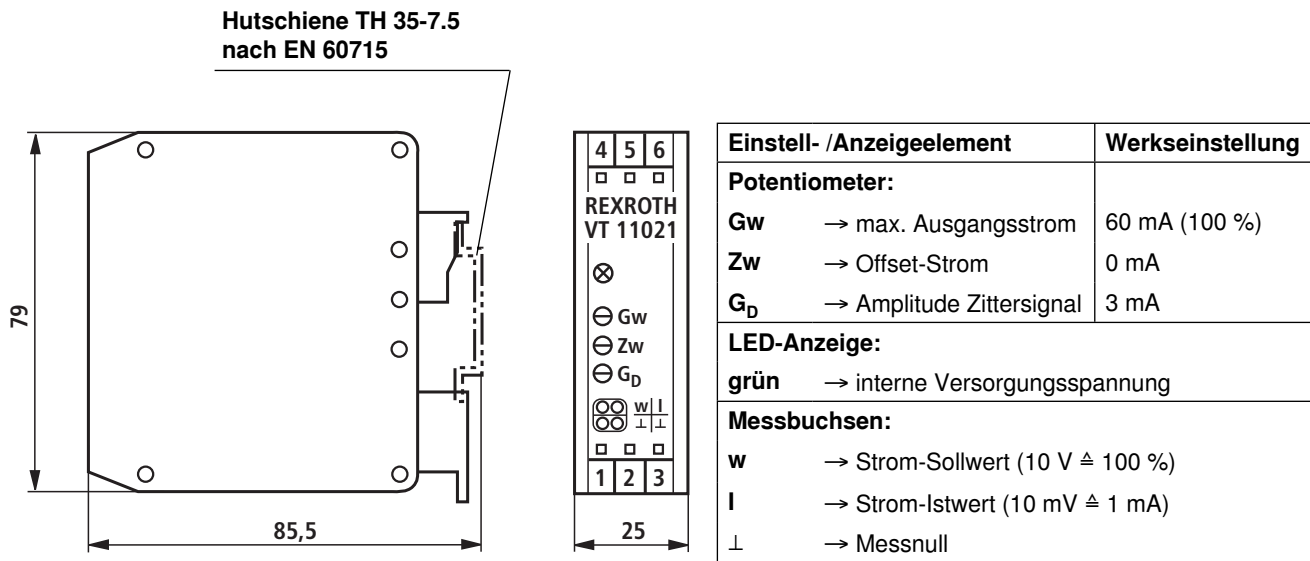 Hutschiene TH 35-7.5
nach EN 60715
79
85,5
4 5 6
REXROTH
VT 11021
Gw
Zw
G_D
w I
⊥ ⊥
1 2 3
25
Einstell- /Anzeigeelement Werkseinstellung
Potentiometer:
Gw → max. Ausgangsstrom 60 mA (100 %)
Zw → Offset-Strom 0 mA
G_D → Amplitude Zittersignal 3 mA
LED-Anzeige:
grün → interne Versorgungsspannung
Messbuchsen:
w → Strom-Sollwert (10 V ≙ 100 %)
I → Strom-Istwert (10 mV ≙ 1 mA)
⊥ → Messnull